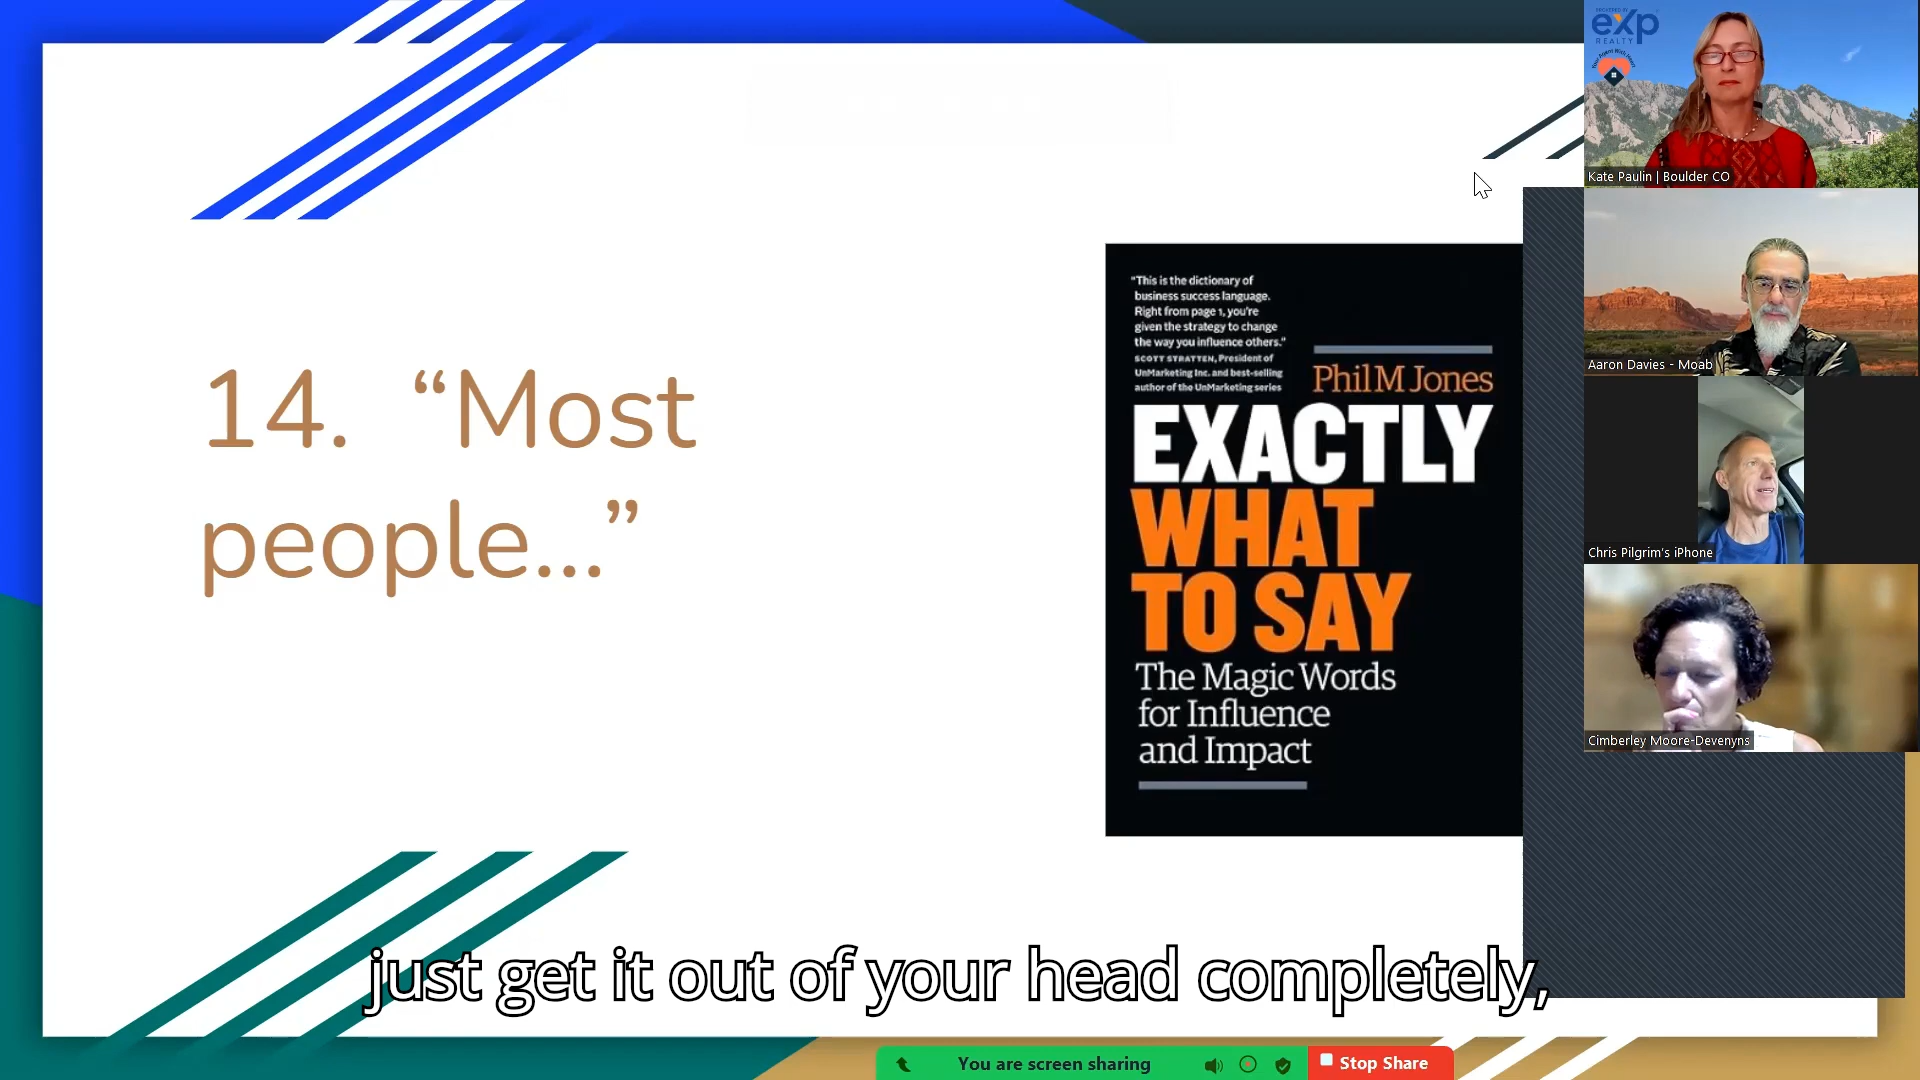 14. “Most
people...”
“This is the dictionary of
business success language.
Right from page 1, you’re
given the strategy to change
the way you influence others.”
SCOTT STRATTEN, President of
UnMarketing Inc. and best-selling
author of the UnMarketing series
Phil M Jones
EXACTLY
WHAT
TO SAY
The Magic Words
for Influence
and Impact
just get it out of your head completely,
You are screen sharing
Stop Share
exp
REALTY
Kate Paulin | Boulder CO
Aaron Davies - Moab
Chris Pilgrim's iPhone
Cimberley Moore-Devenyns